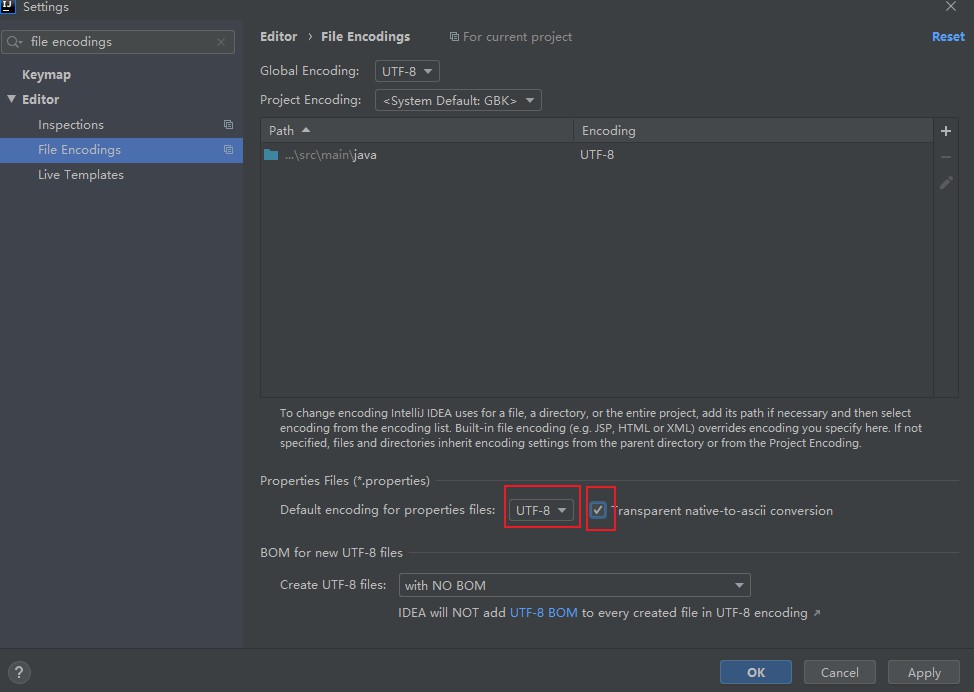 Settings
file encodings
Keymap
Editor
Inspections
File Encodings
Live Templates
Editor › File Encodings For current project Reset
Global Encoding: UTF-8
Project Encoding: <System Default: GBK>
Path Encoding
...\src\main\java UTF-8
To change encoding IntelliJ IDEA uses for a file, a directory, or the entire project, add its path if necessary and then select
encoding from the encoding list. Built-in file encoding (e.g. JSP, HTML or XML) overrides encoding you specify here. If not
specified, files and directories inherit encoding settings from the parent directory or from the Project Encoding.
Properties Files (*.properties)
Default encoding for properties files: UTF-8 Transparent native-to-ascii conversion
BOM for new UTF-8 files
Create UTF-8 files: with NO BOM
IDEA will NOT add UTF-8 BOM to every created file in UTF-8 encoding ↗
? OK Cancel Apply